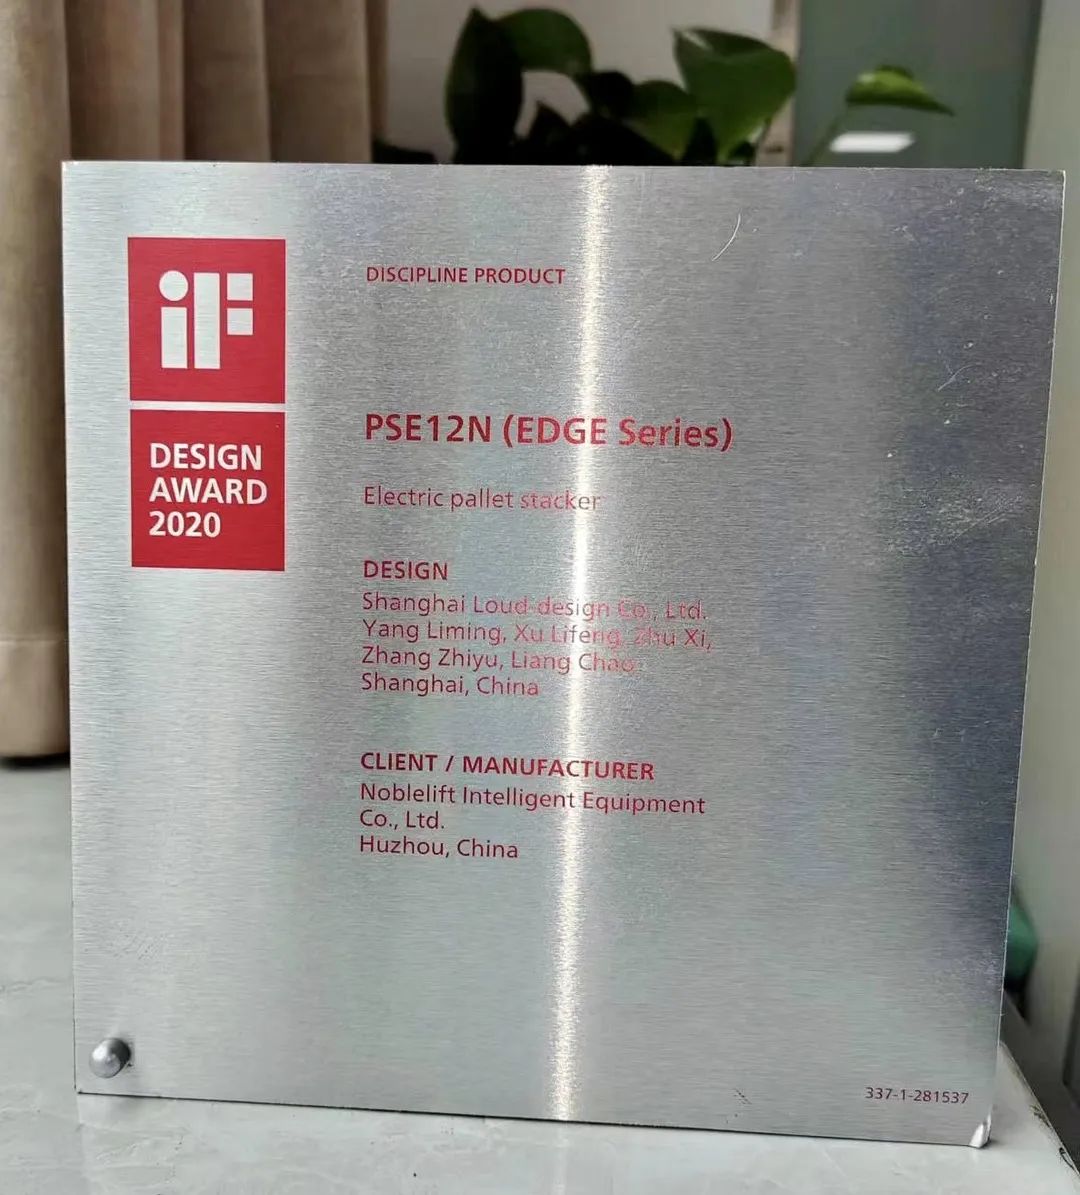 iF
DESIGN
AWARD
2020
DISCIPLINE PRODUCT
PSE12N (EDGE Series)
Electric pallet stacker
DESIGN
Shanghai Loud-design Co., Ltd.
Yang Liming, Xu Lifeng, Zhu Xi,
Zhang Zhiyu, Liang Chao
Shanghai, China
CLIENT / MANUFACTURER
Noblelift Intelligent Equipment
Co., Ltd.
Huzhou, China
337-1-281537